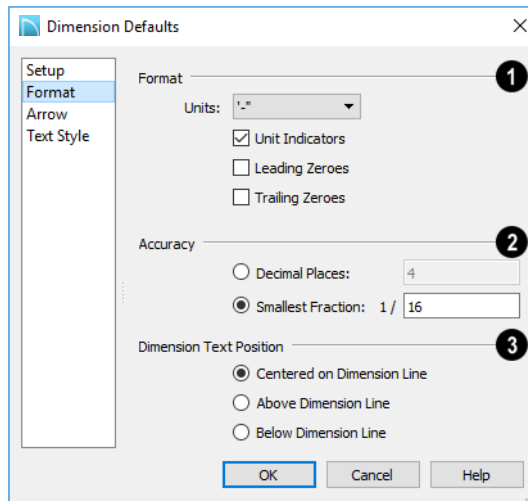 Dimension Defaults
Setup
Format
Arrow
Text Style
Format
1
Units: '-"
Unit Indicators
Leading Zeroes
Trailing Zeroes
Accuracy
2
Decimal Places: 4
Smallest Fraction: 1 / 16
Dimension Text Position
3
Centered on Dimension Line
Above Dimension Line
Below Dimension Line
OK Cancel Help